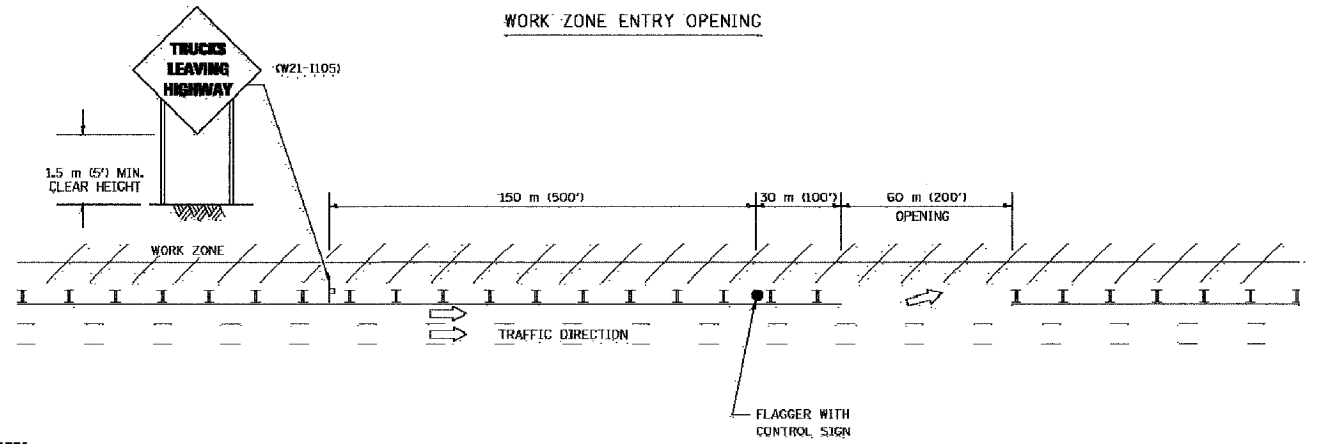 WORK ZONE ENTRY OPENING
TRUCKS
LEAVING
HIGHWAY
(W21-I105)
1.5 m (5') MIN.
CLEAR HEIGHT
150 m (500')
30 m (100')
60 m (200')
OPENING
WORK ZONE
TRAFFIC DIRECTION
FLAGGER WITH
CONTROL SIGN